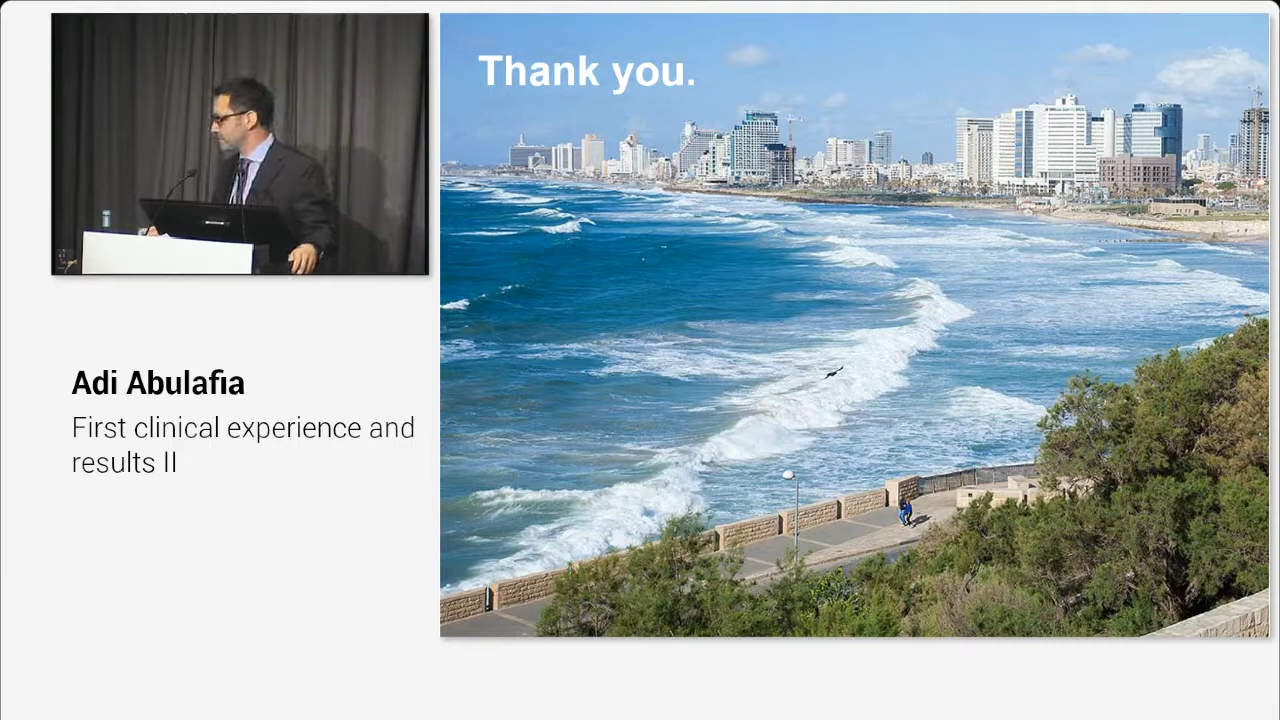 Thank you.
Adi Abulafia
First clinical experience and
results II